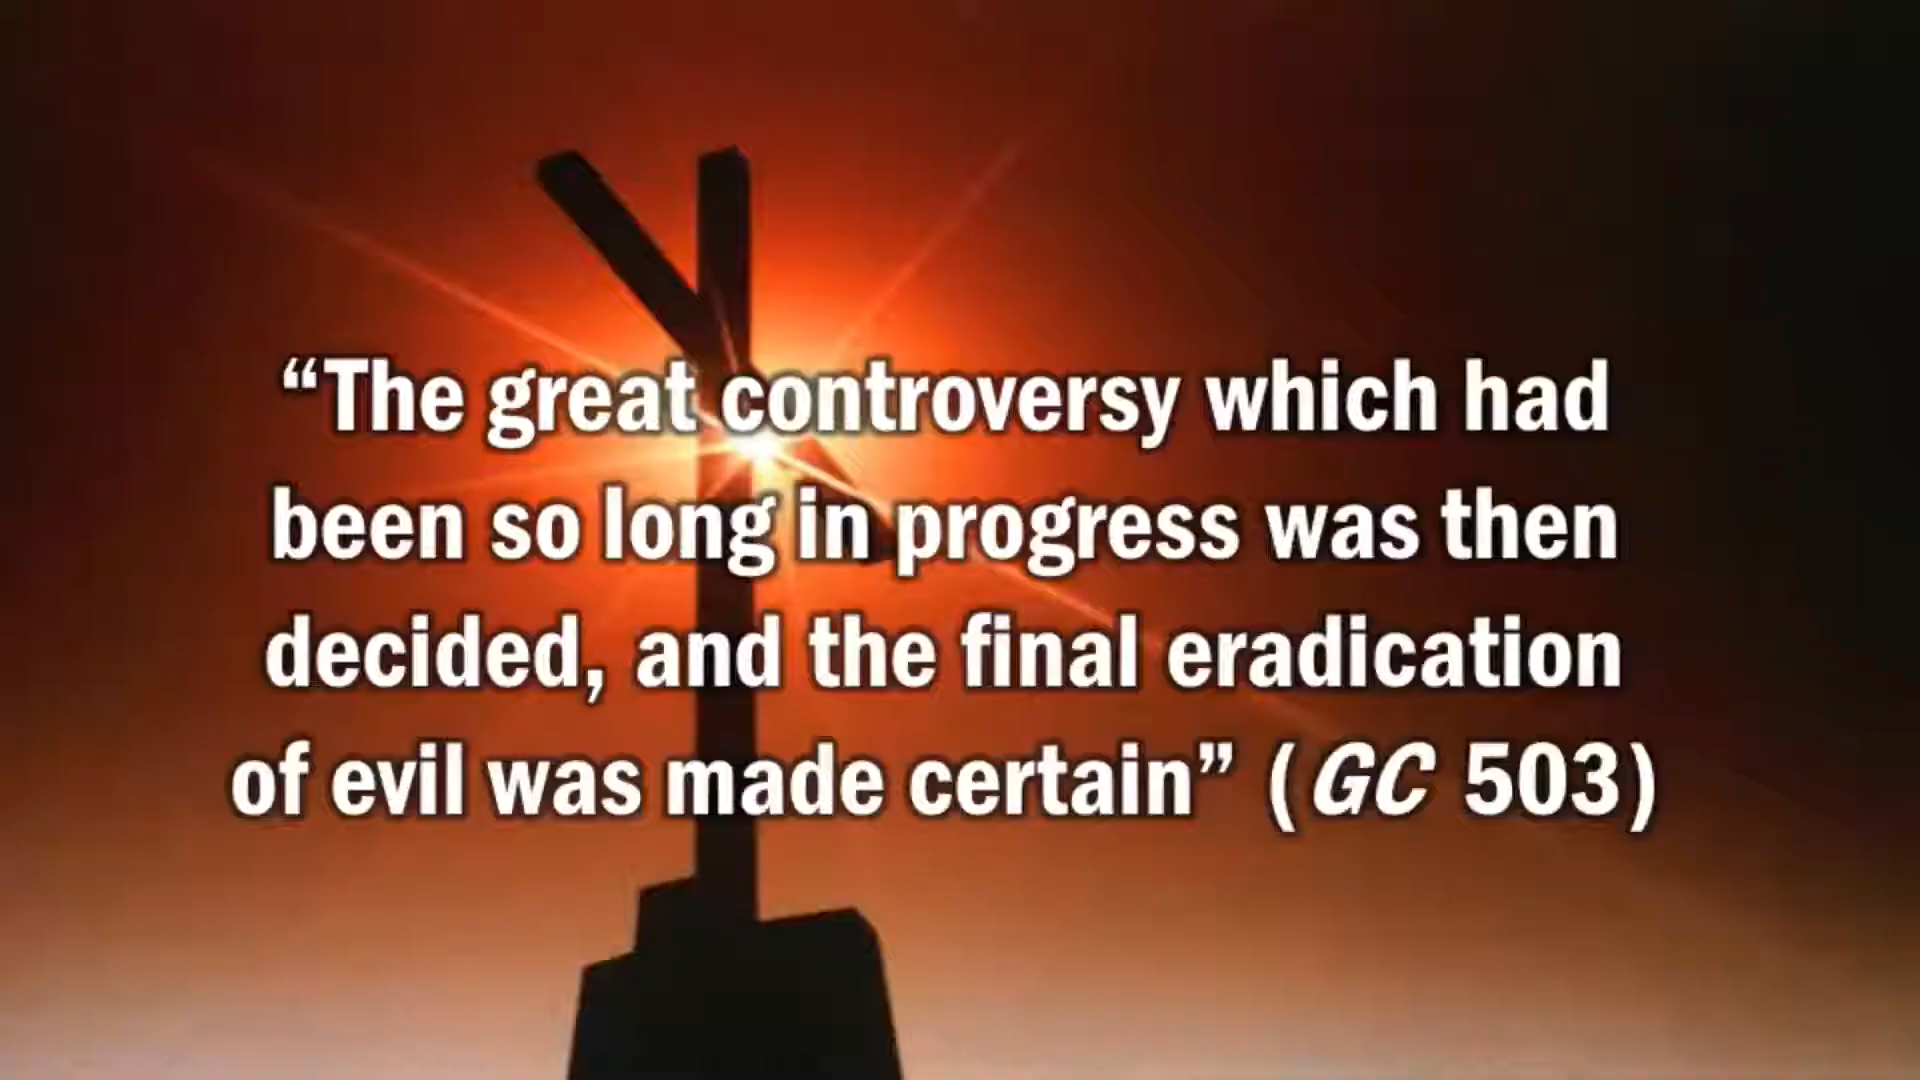 “The great controversy which had
been so long in progress was then
decided, and the final eradication
of evil was made certain” (GC 503)